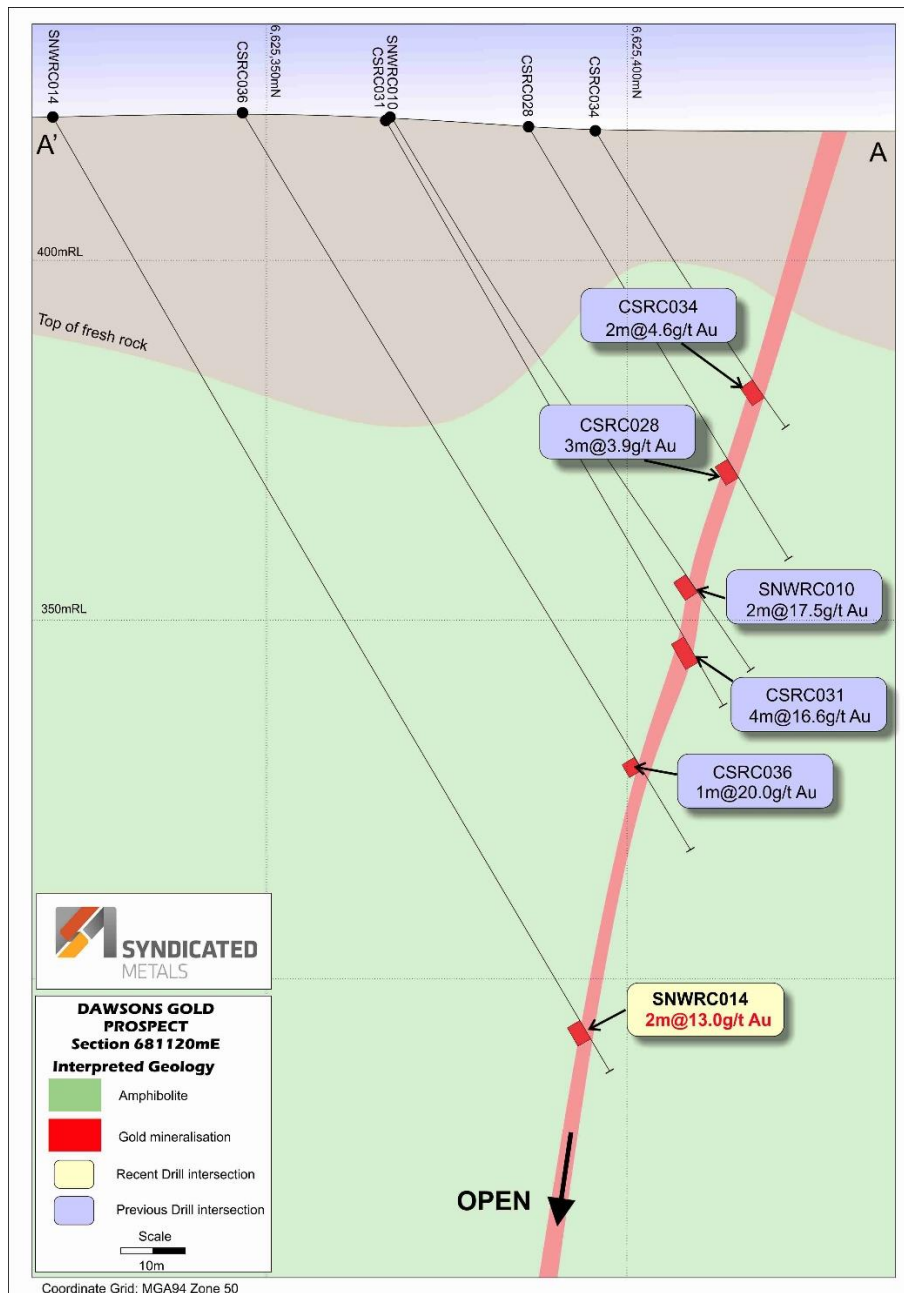 SNWRC014
CSRC036
6,625,350mN
SNWRC010
CSRC031
CSRC028
CSRC034
6,625,400mN
A'
A
400mRL
Top of fresh rock
CSRC034
2m@4.6g/t Au
CSRC028
3m@3.9g/t Au
350mRL
SNWRC010
2m@17.5g/t Au
CSRC031
4m@16.6g/t Au
CSRC036
1m@20.0g/t Au
SYNDICATED
METALS
SNWRC014
2m@13.0g/t Au
DAWSONS GOLD
PROSPECT
Section 681120mE
Interpreted Geology
Amphibolite
Gold mineralisation
Recent Drill intersection
Previous Drill intersection
Scale
10m
OPEN
Coordinate Grid: MGA94 Zone 50